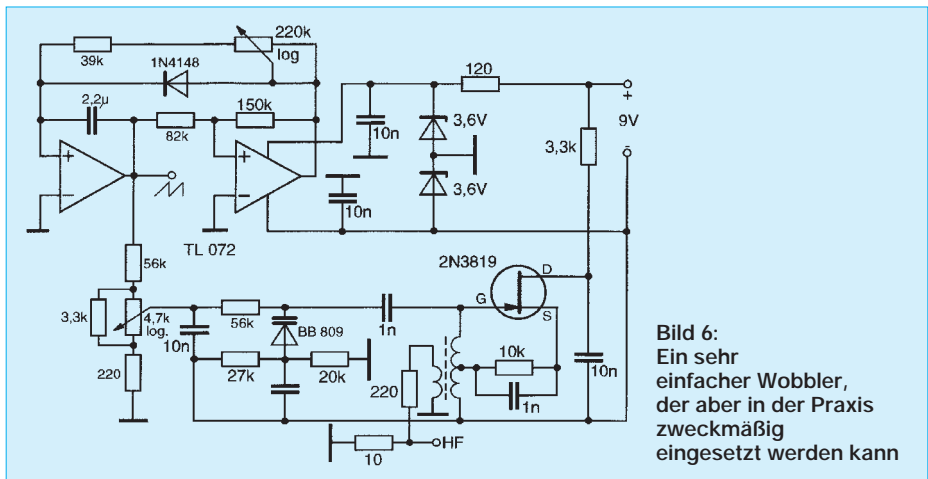 220k
log
39k
1N4148
2,2µ
82k
150k
10n
10n
120
3,6V
3,6V
+
9V
-
3,3k
+
−
+
−
TL 072
56k
3,3k
4,7k
log.
220
10n
56k
BB 809
27k
20k
1n
2N3819
D
G
S
10k
1n
10n
220
10
HF
Bild 6:
Ein sehr
einfacher Wobbler,
der aber in der Praxis
zweckmäßig
eingesetzt werden kann